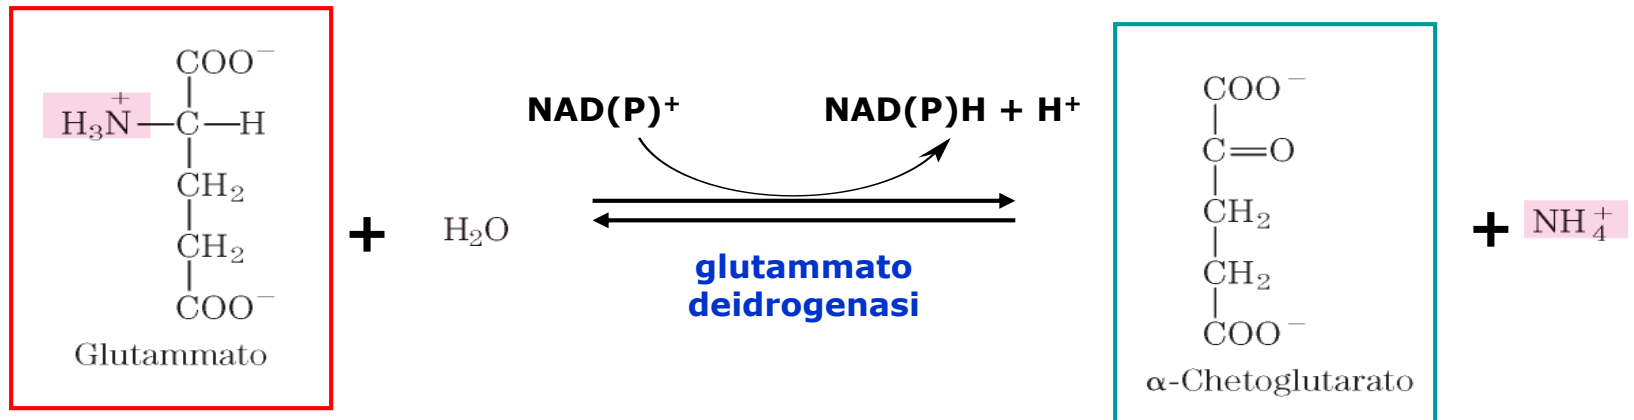 COO⁻
H₃N⁺—C—H
CH₂
CH₂
COO⁻
Glutammato
+
H₂O
NAD(P)⁺
NAD(P)H + H⁺
glutammato
deidrogenasi
COO⁻
C=O
CH₂
CH₂
COO⁻
α-Chetoglutarato
+
NH₄⁺